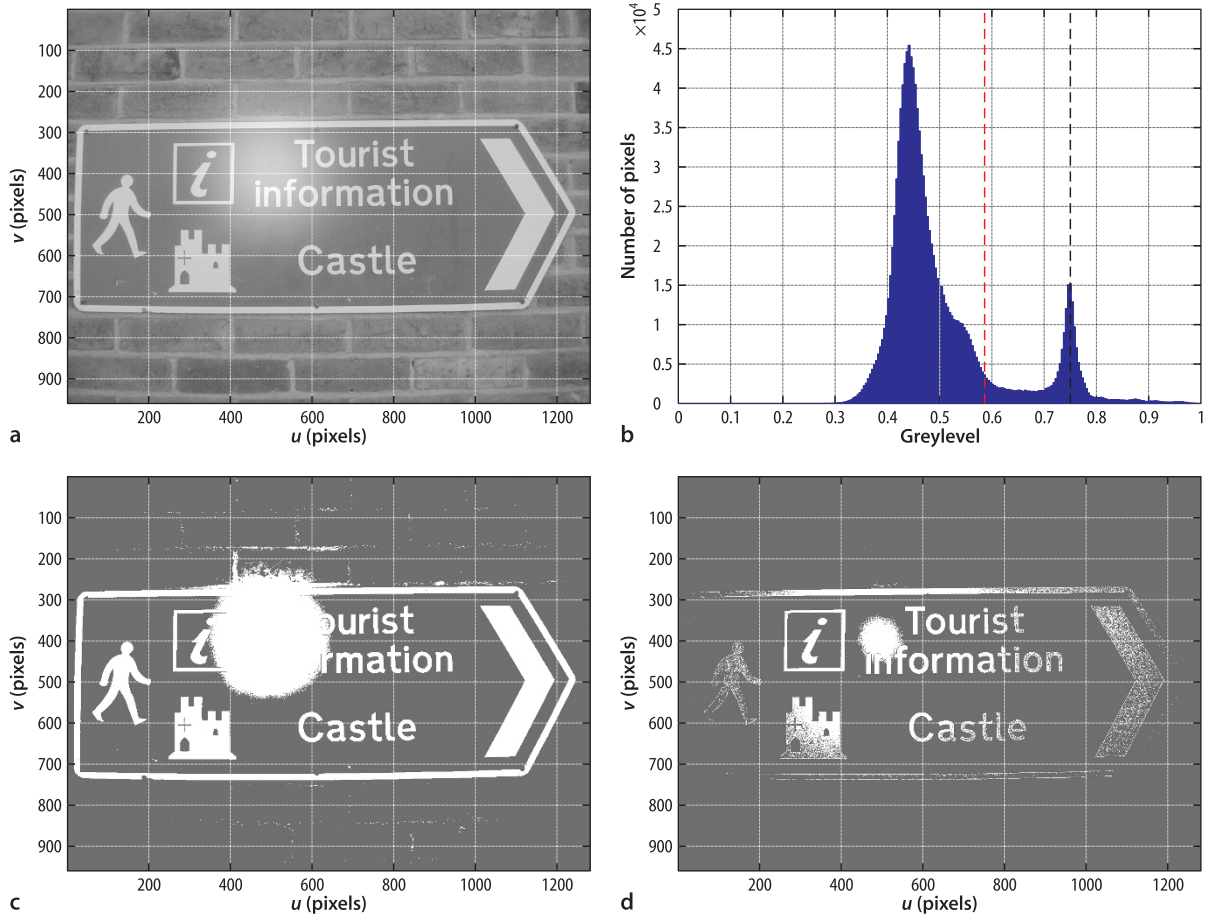 100
200
300
400
500
600
700
800
900
v (pixels)
i Tourist
information
Castle
200 400 600 800 1000 1200
u (pixels)
a
×10⁴
5
4.5
4
3.5
3
2.5
2
1.5
1
0.5
0
Number of pixels
0 0.1 0.2 0.3 0.4 0.5 0.6 0.7 0.8 0.9 1
Greylevel
b
100
200
300
400
500
600
700
800
900
v (pixels)
i ourist
rmation
Castle
200 400 600 800 1000 1200
u (pixels)
c
100
200
300
400
500
600
700
800
900
v (pixels)
i Tourist
information
Castle
200 400 600 800 1000 1200
u (pixels)
d